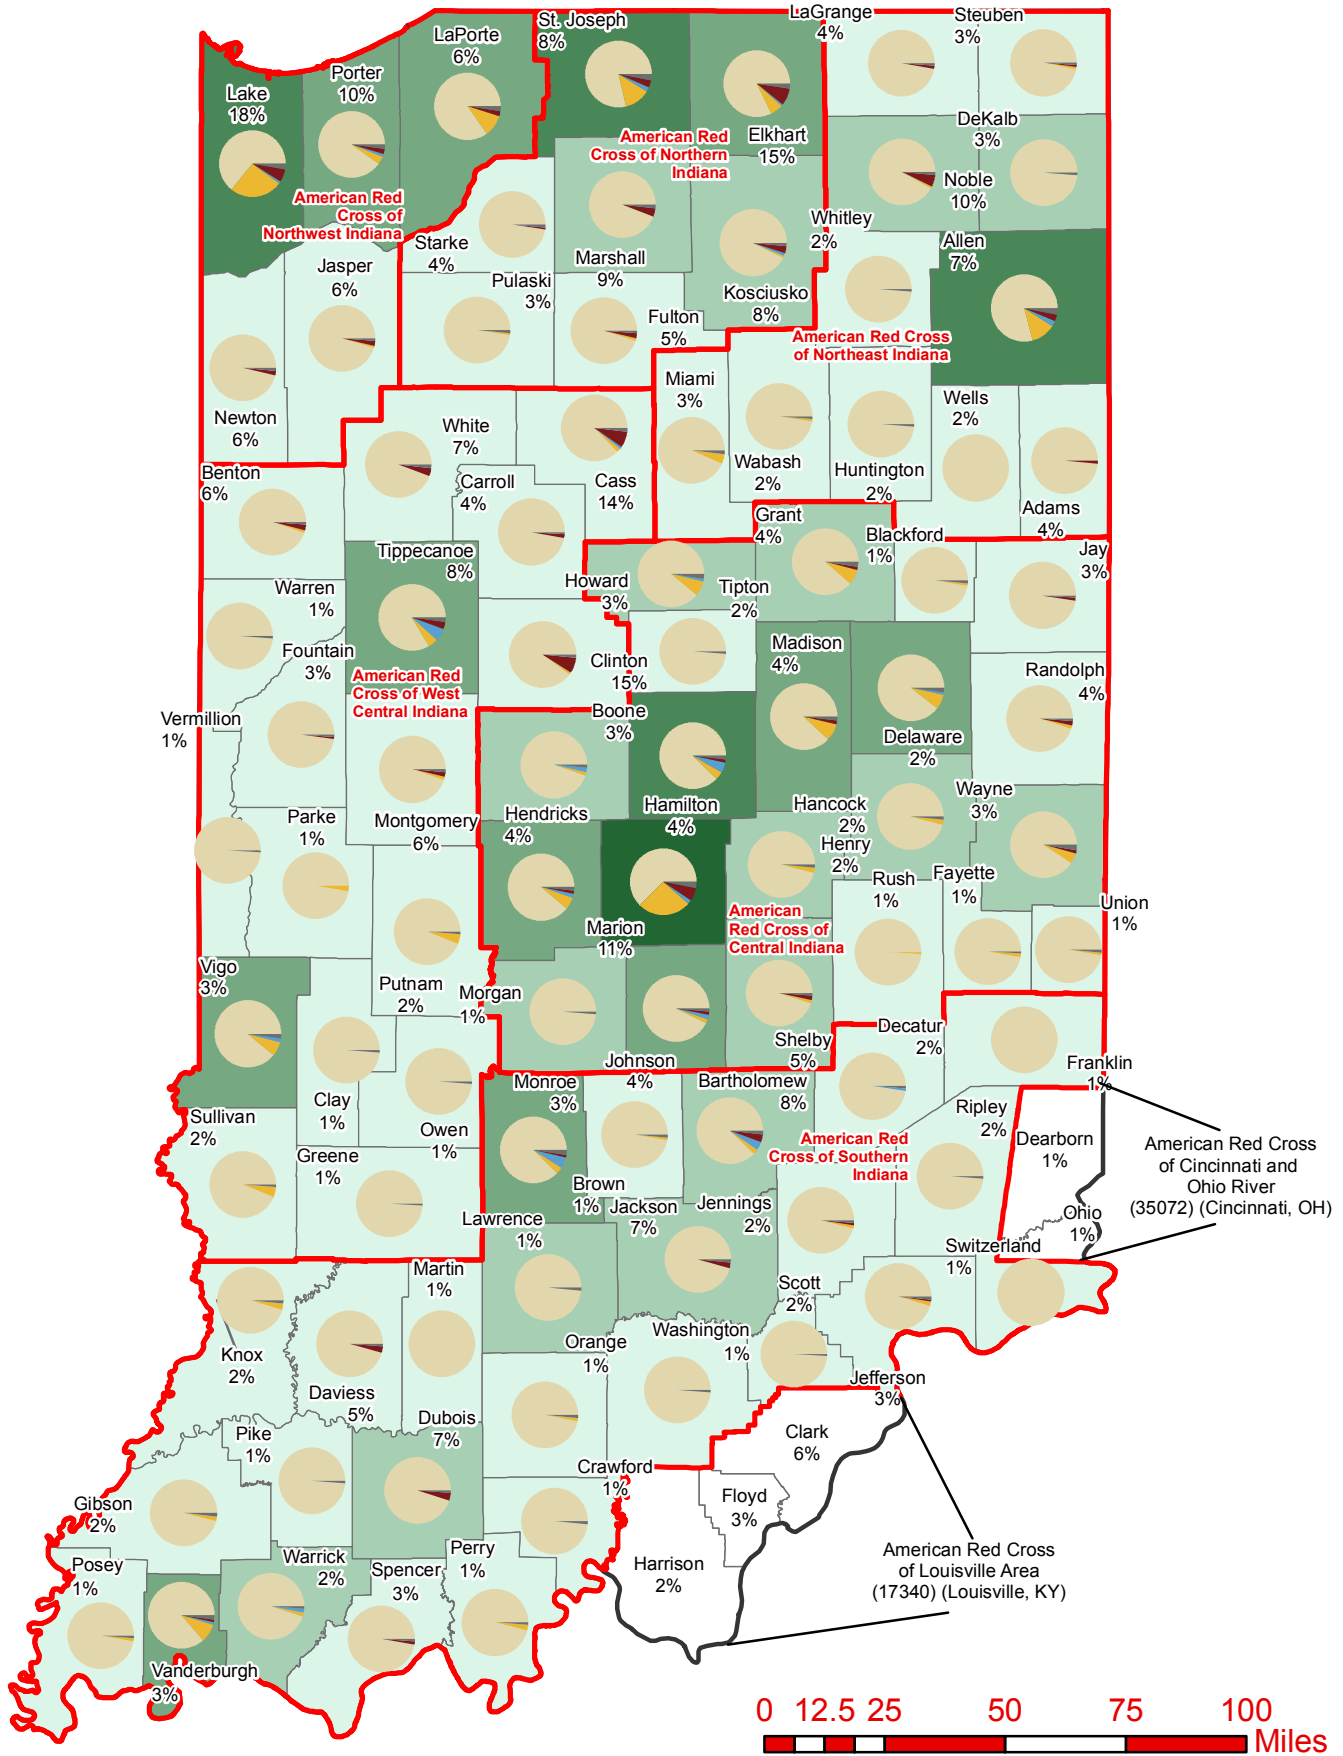 LaGrange
4%
Steuben
3%
St. Joseph
8%
LaPorte
6%
Porter
10%
Lake
18%
Elkhart
15%
American Red
Cross of Northern
Indiana
DeKalb
3%
Noble
10%
American Red
Cross of
Northwest Indiana
Whitley
2%
Allen
7%
Starke
4%
Marshall
9%
Jasper
6%
Pulaski
3%
Kosciusko
8%
Fulton
5%
American Red Cross
of Northeast Indiana
Miami
3%
Newton
6%
White
7%
Wells
2%
Wabash
2%
Huntington
2%
Benton
6%
Carroll
4%
Cass
14%
Adams
4%
Grant
4%
Blackford
1%
Jay
3%
Tippecanoe
8%
Howard
3%
Tipton
2%
Warren
1%
Fountain
3%
American Red
Cross of West
Central Indiana
Clinton
15%
Madison
4%
Randolph
4%
Vermillion
1%
Boone
3%
Delaware
2%
Parke
1%
Montgomery
6%
Hendricks
4%
Hamilton
4%
Hancock
2%
Wayne
3%
Henry
2%
Rush
1%
Fayette
1%
Union
1%
Marion
11%
American
Red Cross of
Central Indiana
Vigo
3%
Putnam
2%
Morgan
1%
Johnson
4%
Shelby
5%
Decatur
2%
Franklin
1%
Clay
1%
Owen
1%
Monroe
3%
Bartholomew
8%
Ripley
2%
Dearborn
1%
American Red Cross
of Cincinnati and
Ohio River
(35072) (Cincinnati, OH)
Sullivan
2%
Greene
1%
American Red
Cross of Southern
Indiana
Brown
1%
Jackson
7%
Jennings
2%
Ohio
1%
Lawrence
1%
Switzerland
1%
Martin
1%
Scott
2%
Knox
2%
Daviess
5%
Orange
1%
Washington
1%
Jefferson
3%
Dubois
7%
Pike
1%
Clark
6%
Crawford
1%
Gibson
2%
Floyd
3%
Posey
1%
Warrick
2%
Spencer
3%
Perry
1%
Harrison
2%
American Red Cross
of Louisville Area
(17340) (Louisville, KY)
Vanderburgh
3%
0 12.5 25 50 75 100
Miles